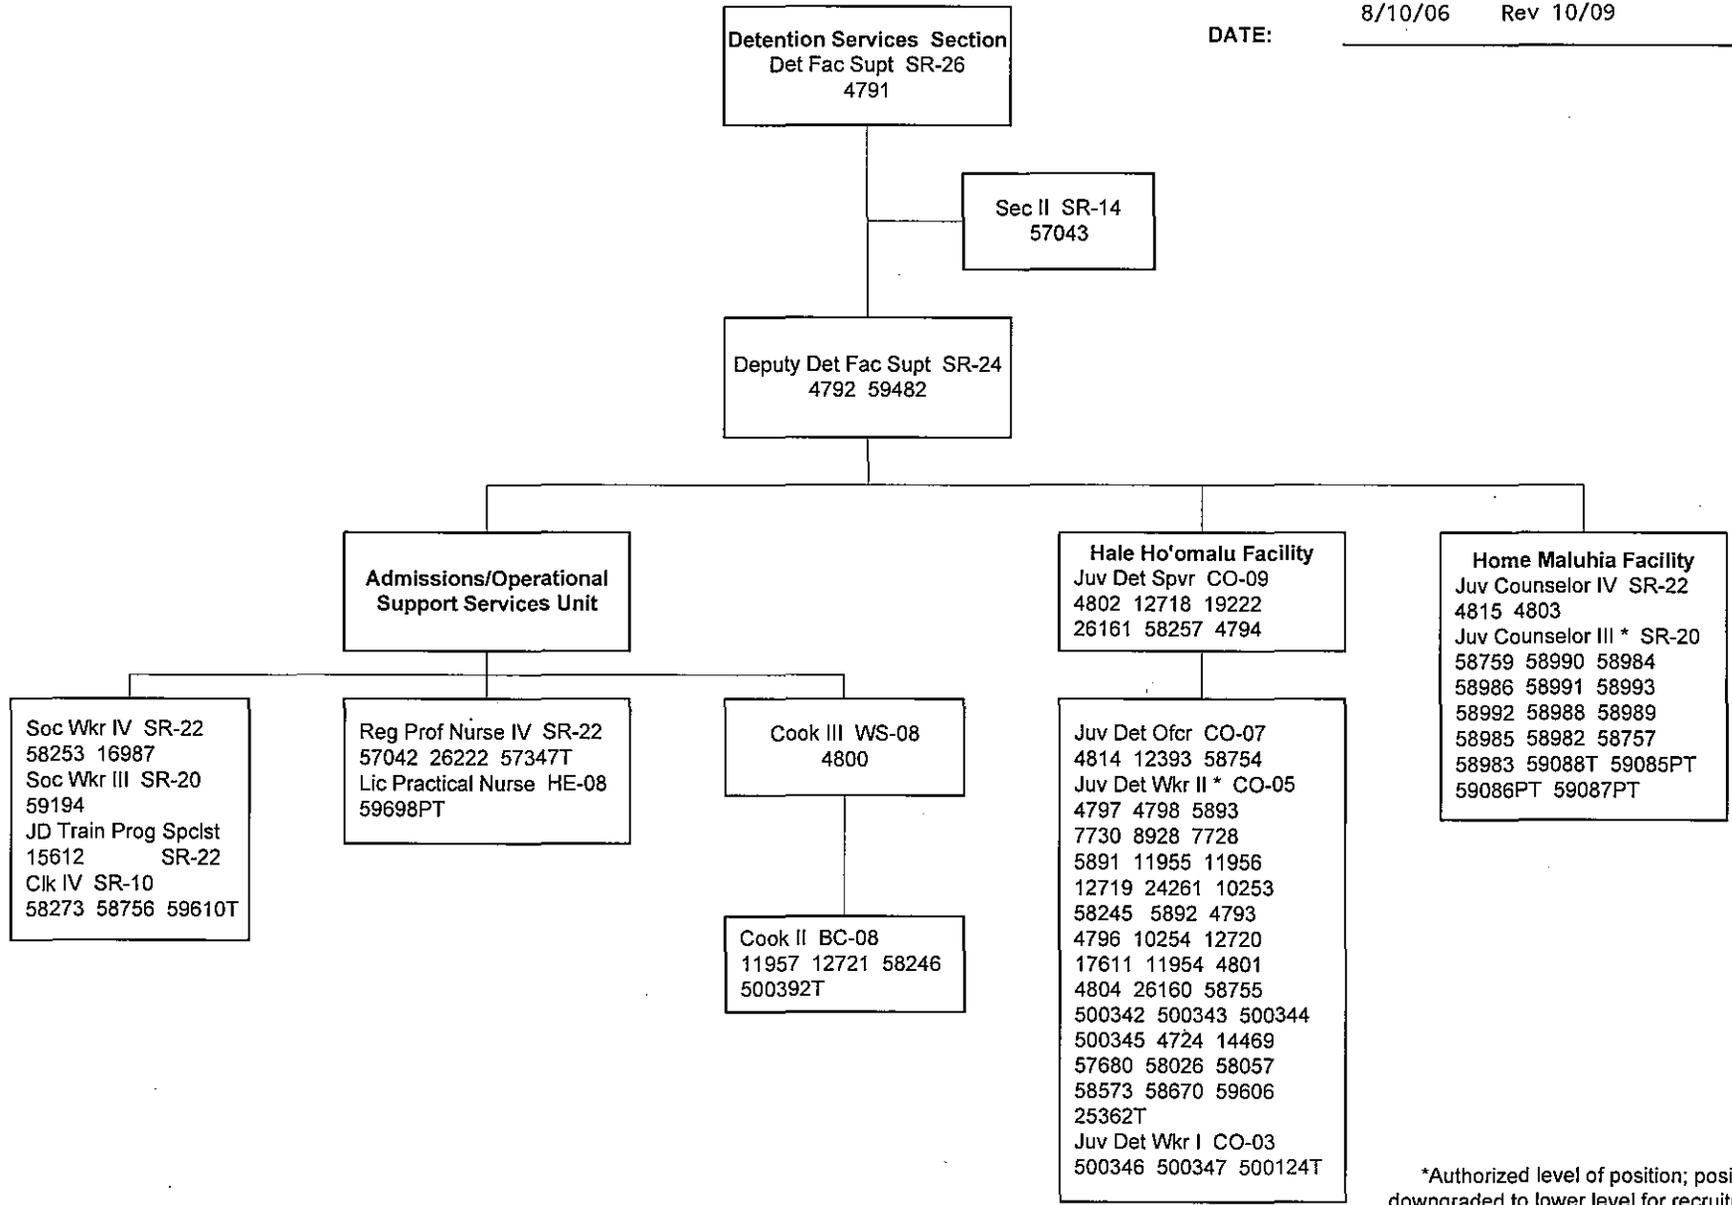 8/10/06 Rev 10/09
DATE:
Detention Services Section
Det Fac Supt SR-26
4791
Sec II SR-14
57043
Deputy Det Fac Supt SR-24
4792 59482
Admissions/Operational
Support Services Unit
Soc Wkr IV SR-22
58253 16987
Soc Wkr III SR-20
59194
JD Train Prog Spclst
15612 SR-22
Clk IV SR-10
58273 58756 59610T
Reg Prof Nurse IV SR-22
57042 26222 57347T
Lic Practical Nurse HE-08
59698PT
Cook III WS-08
4800
Cook II BC-08
11957 12721 58246
500392T
Hale Ho'omalu Facility
Juv Det Spvr CO-09
4802 12718 19222
26161 58257 4794
Juv Det Ofcr CO-07
4814 12393 58754
Juv Det Wkr II * CO-05
4797 4798 5893
7730 8928 7728
5891 11955 11956
12719 24261 10253
58245 5892 4793
4796 10254 12720
17611 11954 4801
4804 26160 58755
500342 500343 500344
500345 4724 14469
57680 58026 58057
58573 58670 59606
25362T
Juv Det Wkr I CO-03
500346 500347 500124T
Home Maluhia Facility
Juv Counselor IV SR-22
4815 4803
Juv Counselor III * SR-20
58759 58990 58984
58986 58991 58993
58992 58988 58989
58985 58982 58757
58983 59088T 59085PT
59086PT 59087PT
*Authorized level of position; posi
downgraded to lower level for recruit